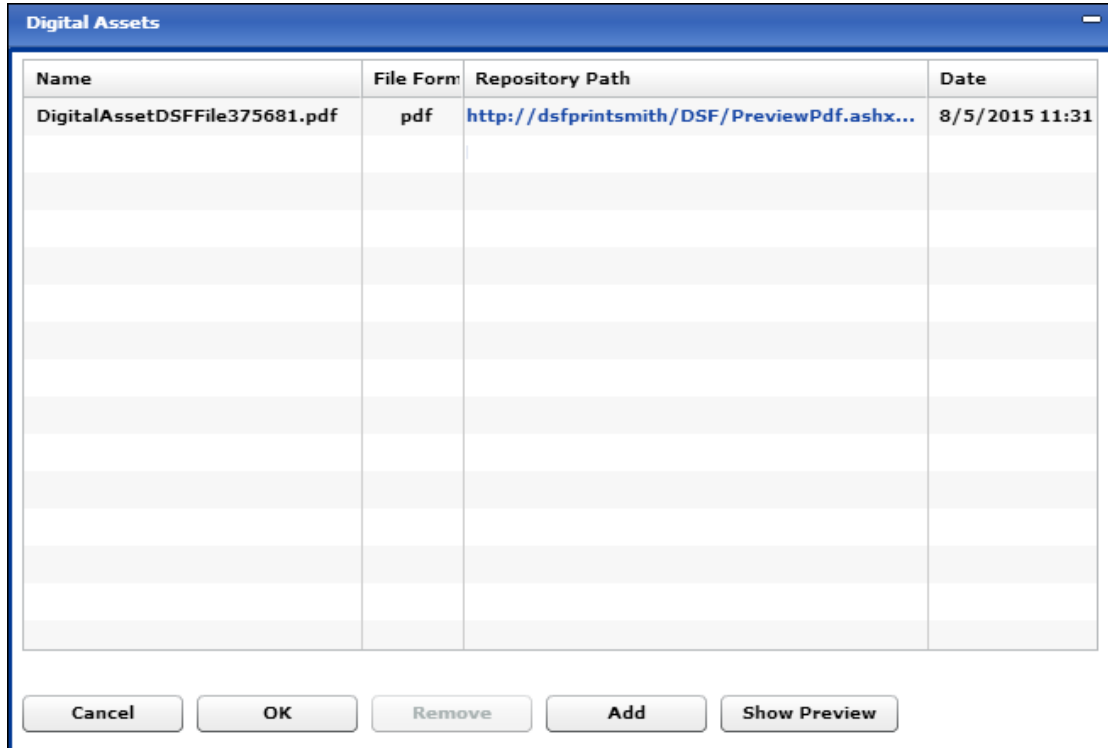 Digital Assets
Name File Form Repository Path Date
DigitalAssetDSFFile375681.pdf pdf http://dsfprintsmith/DSF/PreviewPdf.ashx... 8/5/2015 11:31
Cancel OK Remove Add Show Preview